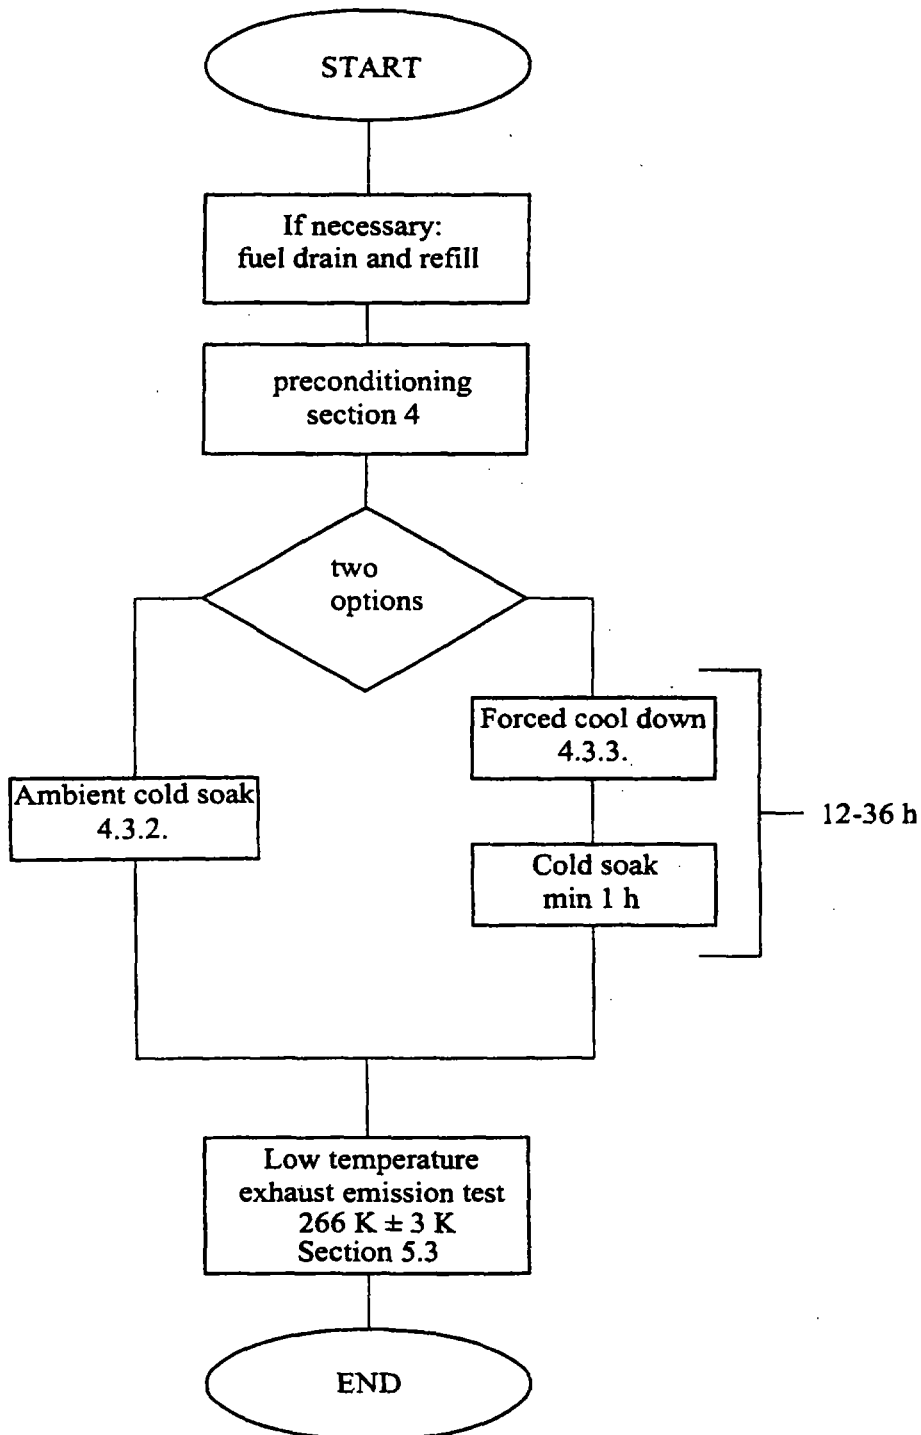 START
If necessary:
fuel drain and refill
preconditioning
section 4
two
options
Forced cool down
4.3.3.
Ambient cold soak
4.3.2.
12-36 h
Cold soak
min 1 h
Low temperature
exhaust emission test
266 K ± 3 K
Section 5.3
END